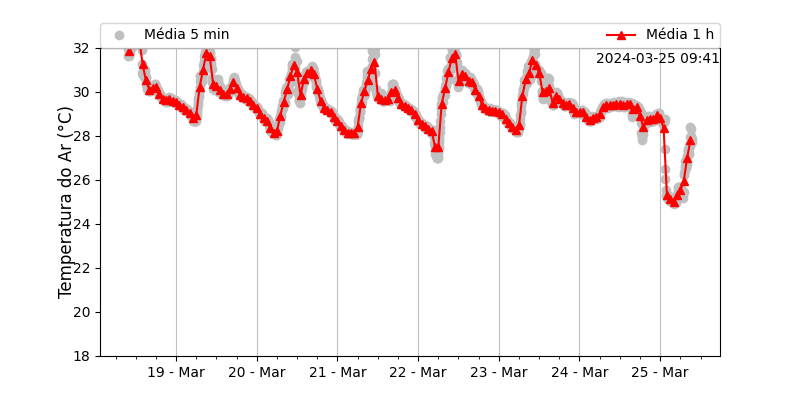 Média 5 min
Média 1 h
2024-03-25 09:41
Temperatura do Ar (°C)
32
30
28
26
24
22
20
18
19 - Mar
20 - Mar
21 - Mar
22 - Mar
23 - Mar
24 - Mar
25 - Mar